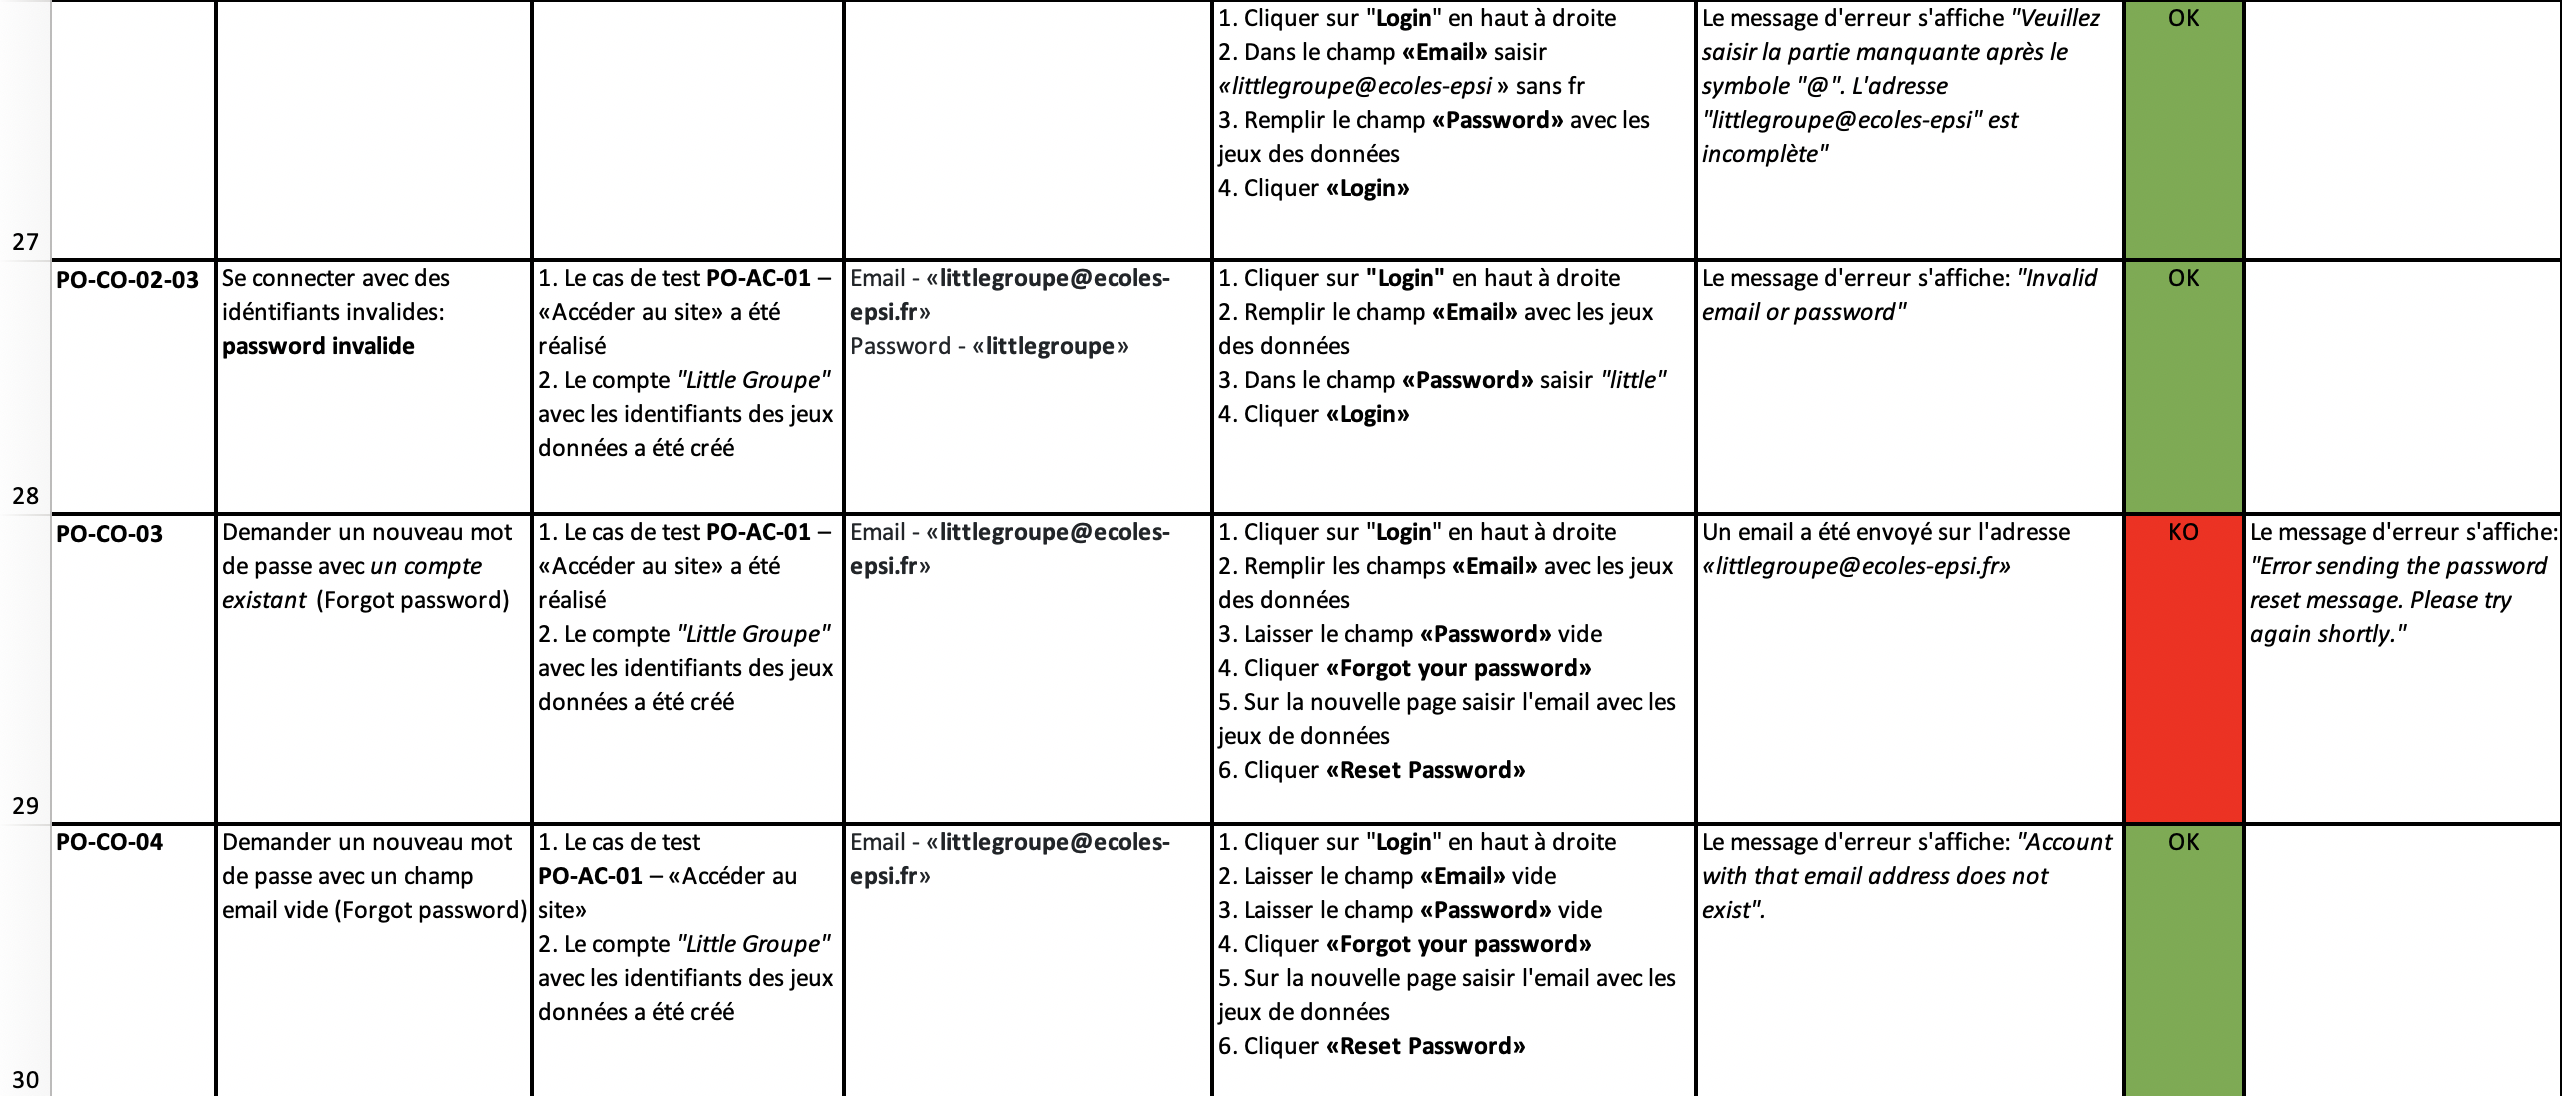 1. Cliquer sur "Login" en haut à droite
2. Dans le champ «Email» saisir
«littlegroupe@ecoles-epsi » sans fr
3. Remplir le champ «Password» avec les
jeux des données
4. Cliquer «Login»
Le message d'erreur s'affiche "Veuillez
saisir la partie manquante après le
symbole "@". L'adresse
"littlegroupe@ecoles-epsi" est
incomplète"
OK
27
PO-CO-02-03
Se connecter avec des
idéntifiants invalides:
password invalide
1. Le cas de test PO-AC-01 –
«Accéder au site» a été
réalisé
2. Le compte "Little Groupe"
avec les identifiants des jeux
données a été créé
Email - «littlegroupe@ecoles-
epsi.fr»
Password - «littlegroupe»
1. Cliquer sur "Login" en haut à droite
2. Remplir le champ «Email» avec les jeux
des données
3. Dans le champ «Password» saisir "little"
4. Cliquer «Login»
Le message d'erreur s'affiche: "Invalid
email or password"
OK
28
PO-CO-03
Demander un nouveau mot
de passe avec un compte
existant (Forgot password)
1. Le cas de test PO-AC-01 –
«Accéder au site» a été
réalisé
2. Le compte "Little Groupe"
avec les identifiants des jeux
données a été créé
Email - «littlegroupe@ecoles-
epsi.fr»
1. Cliquer sur "Login" en haut à droite
2. Remplir les champs «Email» avec les jeux
des données
3. Laisser le champ «Password» vide
4. Cliquer «Forgot your password»
5. Sur la nouvelle page saisir l'email avec les
jeux de données
6. Cliquer «Reset Password»
Un email a été envoyé sur l'adresse
«littlegroupe@ecoles-epsi.fr»
KO
Le message d'erreur s'affiche:
"Error sending the password
reset message. Please try
again shortly."
29
PO-CO-04
Demander un nouveau mot
de passe avec un champ
email vide (Forgot password)
1. Le cas de test
PO-AC-01 – «Accéder au
site»
2. Le compte "Little Groupe"
avec les identifiants des jeux
données a été créé
Email - «littlegroupe@ecoles-
epsi.fr»
1. Cliquer sur "Login" en haut à droite
2. Laisser le champ «Email» vide
3. Laisser le champ «Password» vide
4. Cliquer «Forgot your password»
5. Sur la nouvelle page saisir l'email avec les
jeux de données
6. Cliquer «Reset Password»
Le message d'erreur s'affiche: "Account
with that email address does not
exist".
OK
30